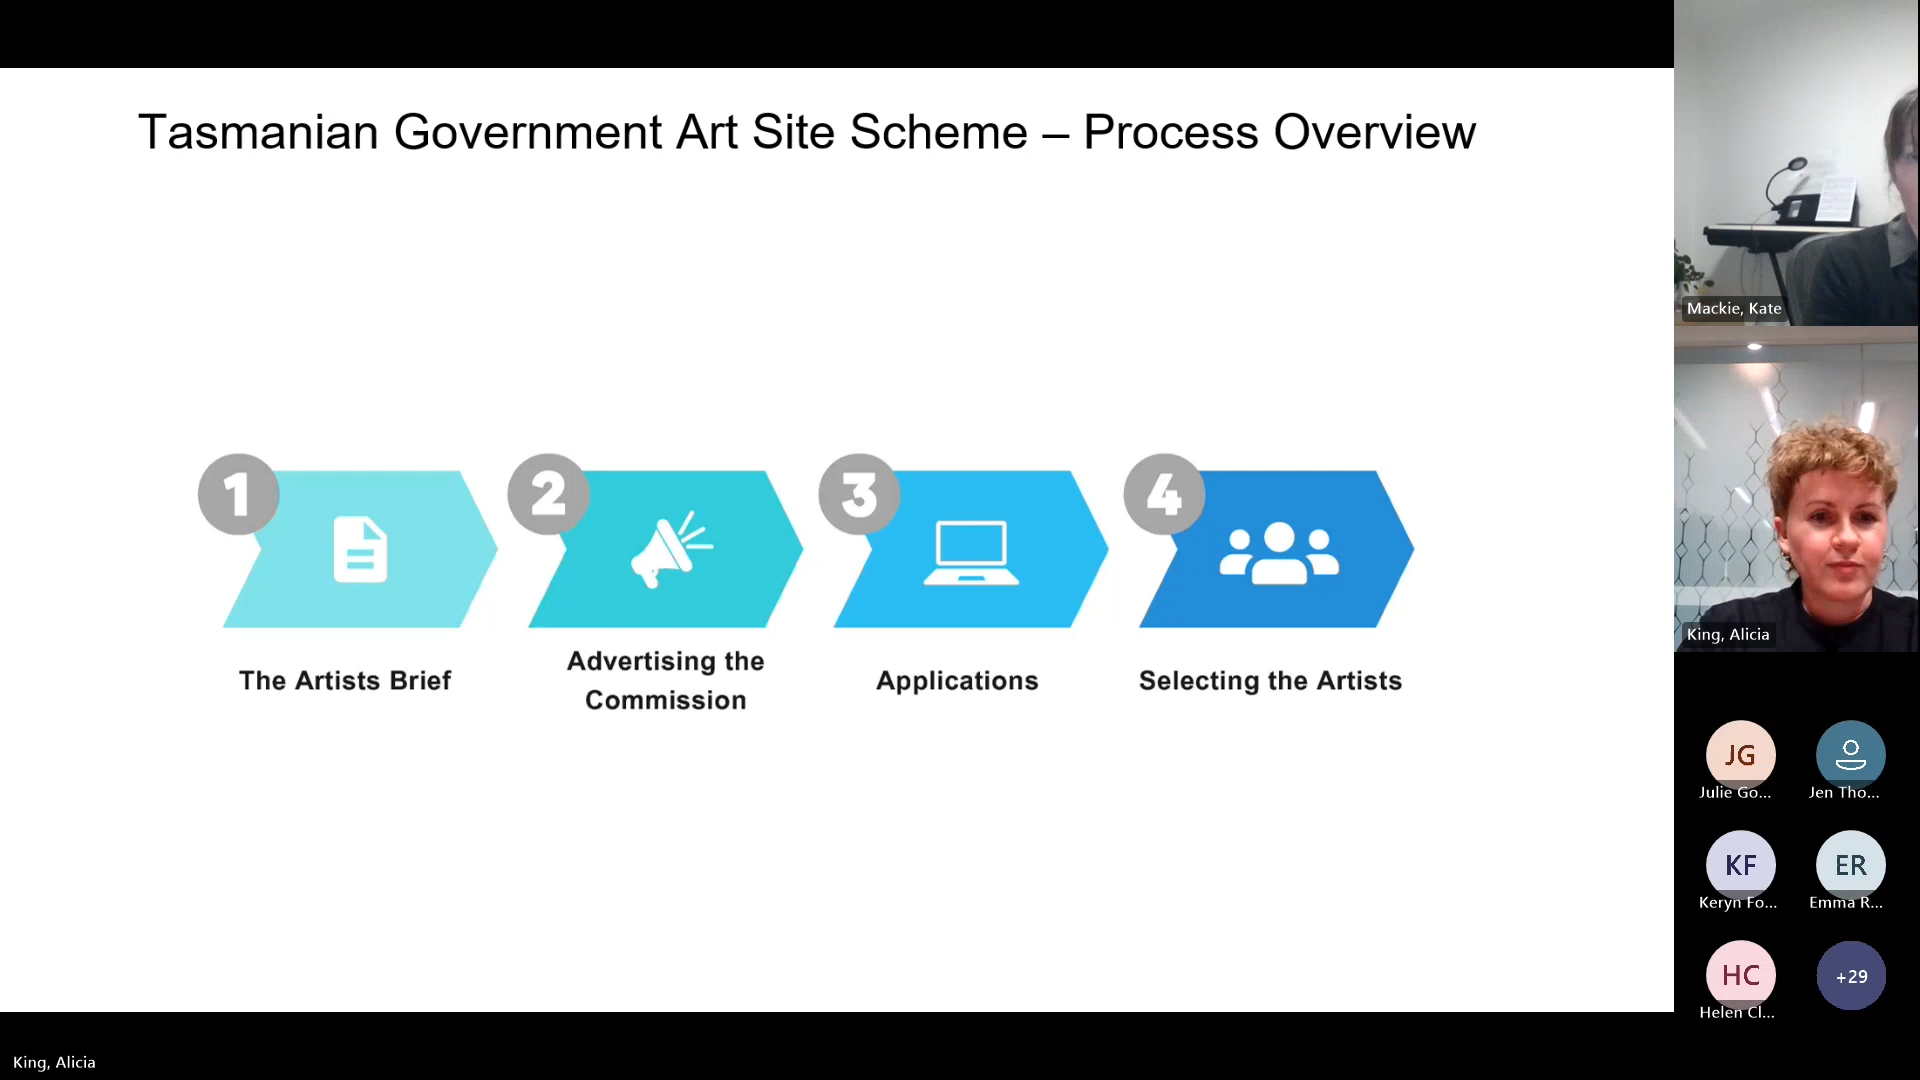 Tasmanian Government Art Site Scheme – Process Overview
1
2
3
4
The Artists Brief
Advertising the
Commission
Applications
Selecting the Artists
Mackie, Kate
King, Alicia
JG
Julie Go...
Jen Tho...
KF
Keryn Fo...
ER
Emma R...
HC
Helen Cl...
+29
King, Alicia